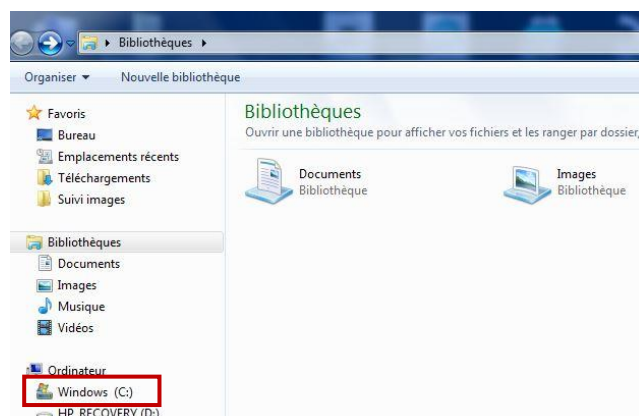 Bibliothèques
Organiser Nouvelle bibliothèque
Favoris
Bureau
Emplacements récents
Téléchargements
Suivi images
Bibliothèques
Documents
Images
Musique
Vidéos
Ordinateur
Windows (C:)
HP_RECOVERY (D:)
Bibliothèques
Ouvrir une bibliothèque pour afficher vos fichiers et les ranger par dossier,
Documents
Bibliothèque
Images
Bibliothèque